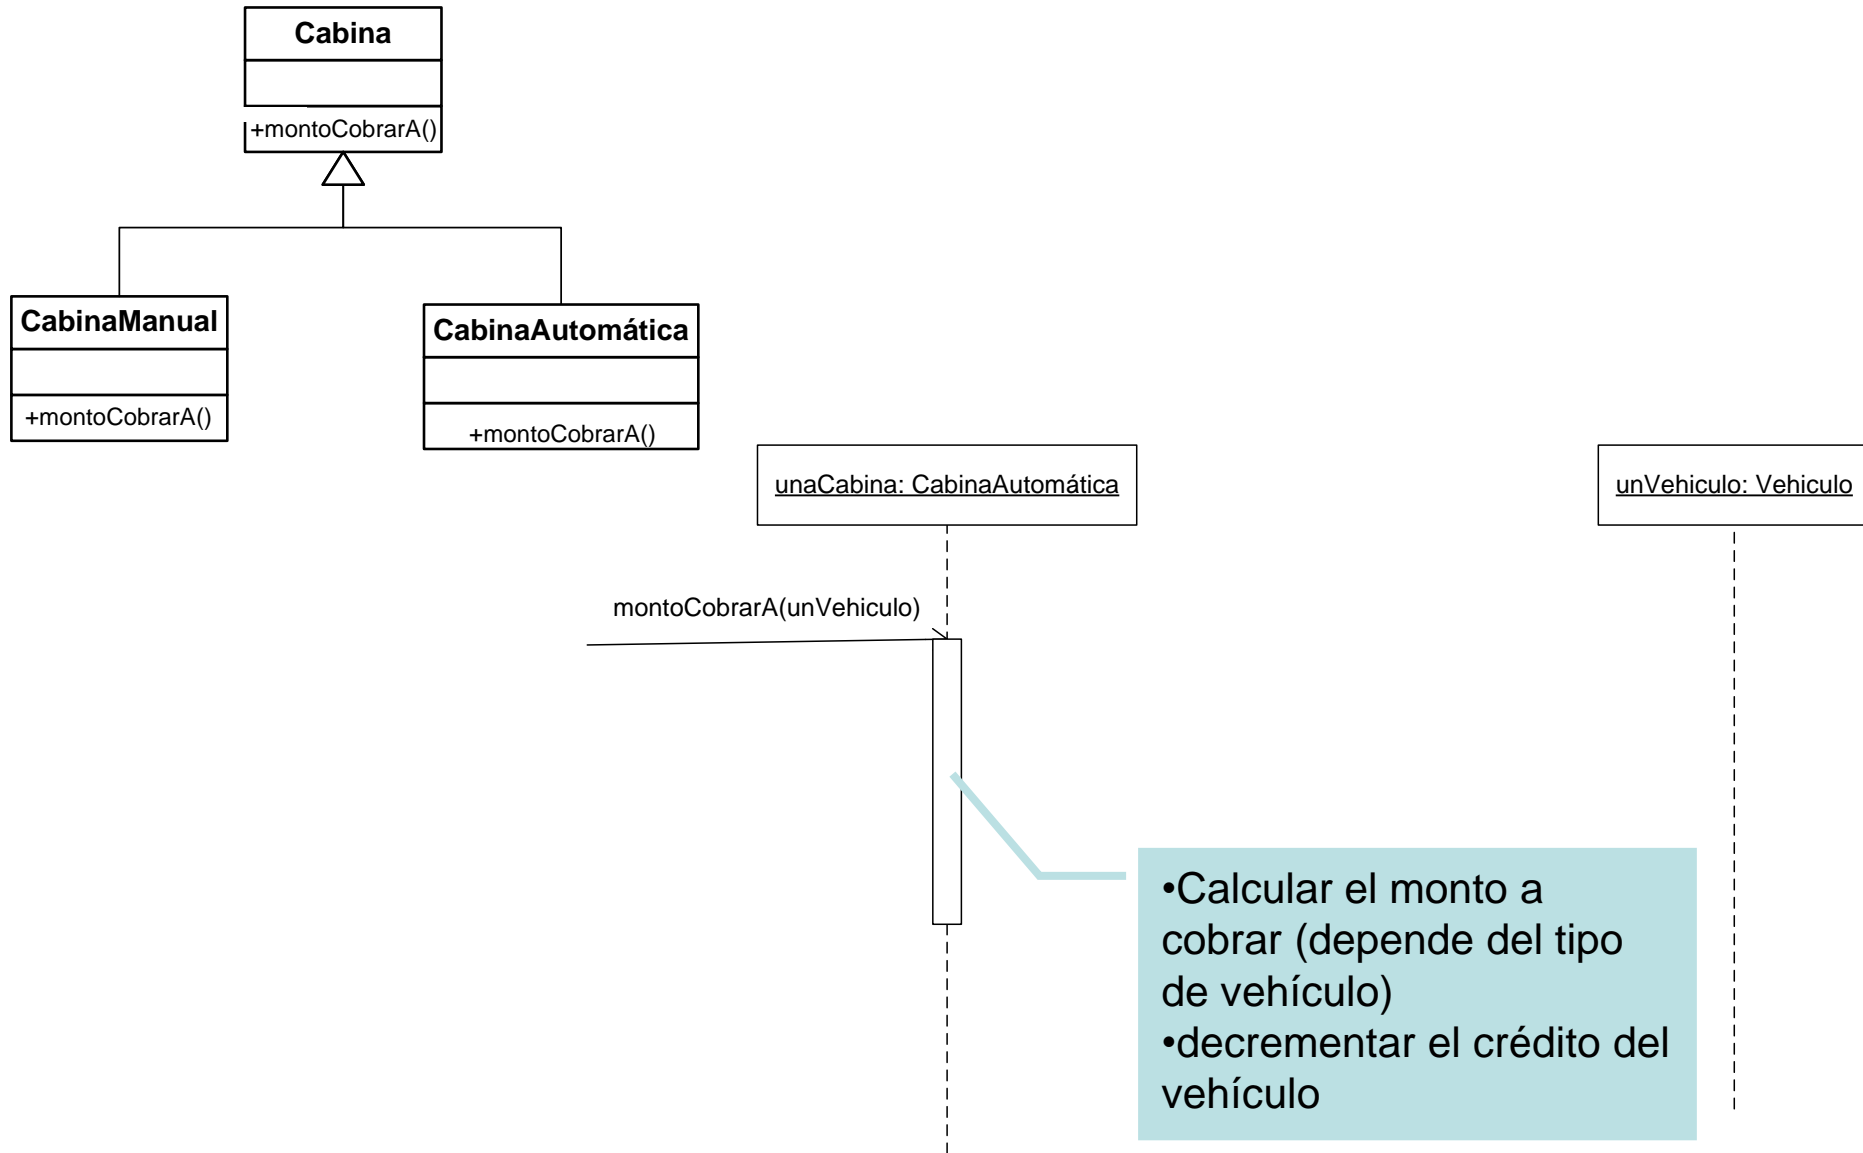 Cabina
+montoCobrarA()
CabinaManual
+montoCobrarA()
CabinaAutomática
+montoCobrarA()
unaCabina: CabinaAutomática
unVehiculo: Vehiculo
montoCobrarA(unVehiculo)
•Calcular el monto a
cobrar (depende del tipo
de vehículo)
•decrementar el crédito del
vehículo